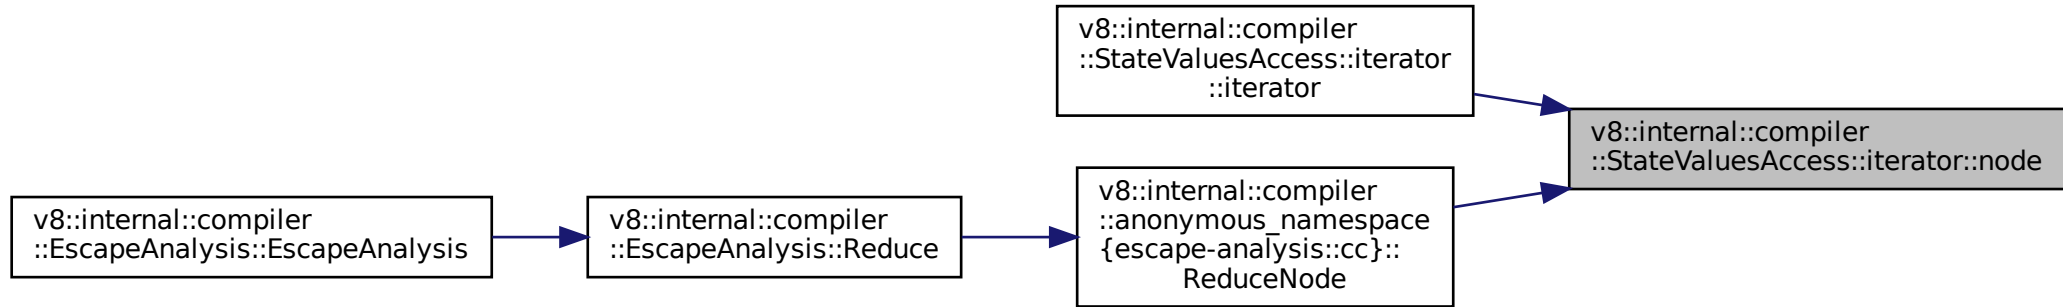 v8::internal::compiler
::StateValuesAccess::iterator
::iterator
v8::internal::compiler
::StateValuesAccess::iterator::node
v8::internal::compiler
::EscapeAnalysis::EscapeAnalysis
v8::internal::compiler
::EscapeAnalysis::Reduce
v8::internal::compiler
::anonymous_namespace
{escape-analysis::cc}::
ReduceNode